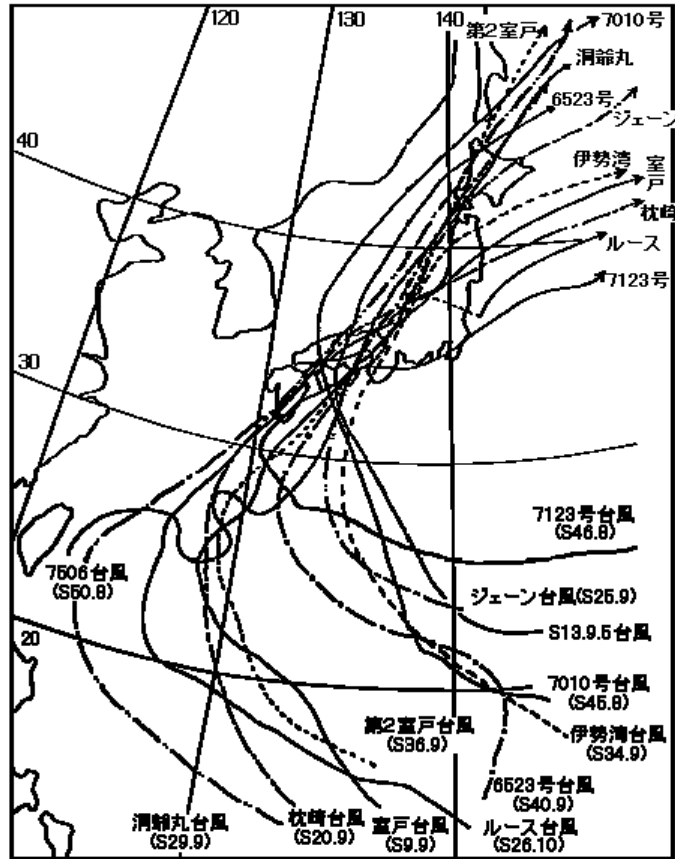 120
130
140
第2室戸
7010号
洞爺丸
6523号
ジェーン
40
伊勢湾
室戸
枕崎
ルース
7123号
30
7123号台風
(S46.8)
7506台風
(S50.8)
ジェーン台風(S25.9)
S13.9.5台風
20
7010号台風
(S45.8)
第2室戸台風
(S36.9)
伊勢湾台風
(S34.9)
6523号台風
(S40.9)
洞爺丸台風
(S29.9)
枕崎台風
(S20.9)
室戸台風
(S9.9)
ルース台風
(S26.10)